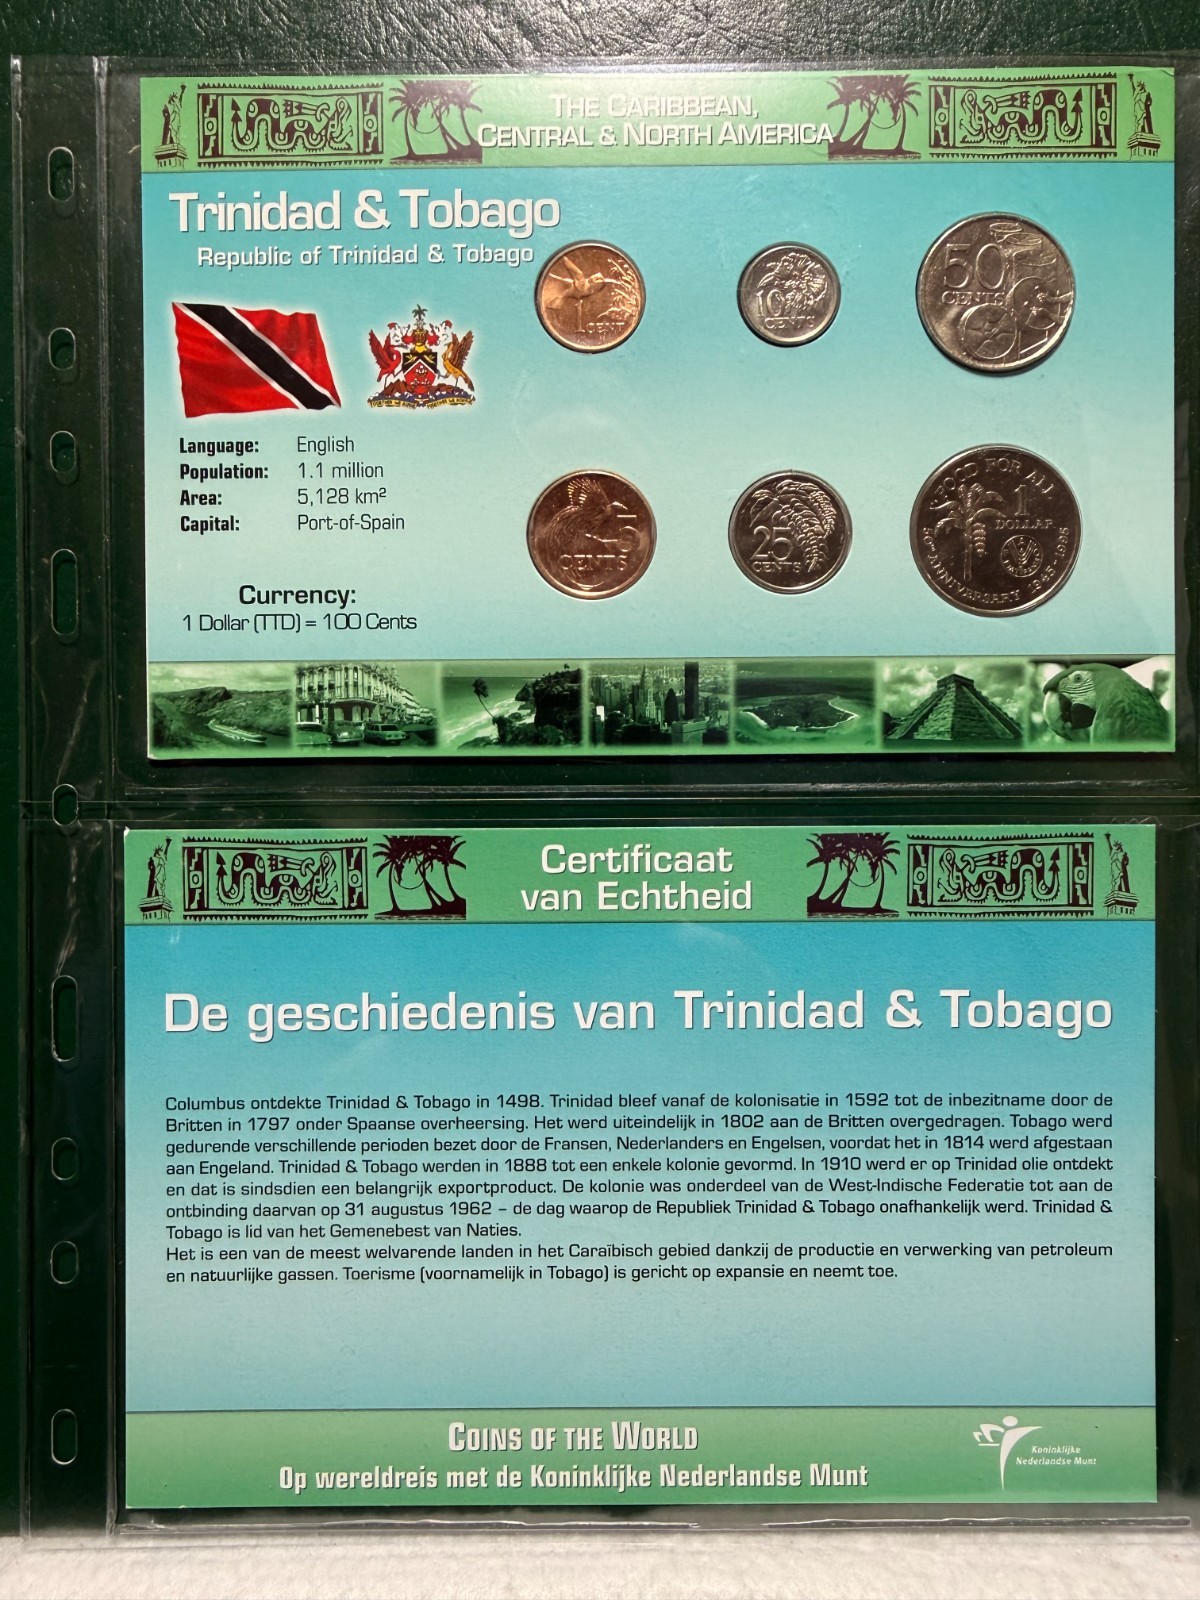 THE CARIBBEAN,
CENTRAL & NORTH AMERICA
Trinidad & Tobago
Republic of Trinidad & Tobago
Language: English
Population: 1.1 million
Area: 5,128 km²
Capital: Port-of-Spain
Currency:
1 Dollar (TTD) = 100 Cents
1 CENT
10
CENTS
50
CENTS
5
CENTS
25
CENTS
FOOD FOR ALL
1
DOLLAR
50TH ANNIVERSARY 1945-1995
Certificaat
van Echtheid
De geschiedenis van Trinidad & Tobago
Columbus ontdekte Trinidad & Tobago in 1498. Trinidad bleef vanaf de kolonisatie in 1592 tot de inbezitname door de
Britten in 1797 onder Spaanse overheersing. Het werd uiteindelijk in 1802 aan de Britten overgedragen. Tobago werd
gedurende verschillende perioden bezet door de Fransen, Nederlanders en Engelsen, voordat het in 1814 werd afgestaan
aan Engeland. Trinidad & Tobago werden in 1888 tot een enkele kolonie gevormd. In 1910 werd er op Trinidad olie ontdekt
en dat is sindsdien een belangrijk exportproduct. De kolonie was onderdeel van de West-Indische Federatie tot aan de
ontbinding daarvan op 31 augustus 1962 – de dag waarop de Republiek Trinidad & Tobago onafhankelijk werd. Trinidad &
Tobago is lid van het Gemenebest van Naties.
Het is een van de meest welvarende landen in het Caraïbisch gebied dankzij de productie en verwerking van petroleum
en natuurlijke gassen. Toerisme (voornamelijk in Tobago) is gericht op expansie en neemt toe.
COINS OF THE WORLD
Op wereldreis met de Koninklijke Nederlandse Munt
Koninklijke
Nederlandse Munt